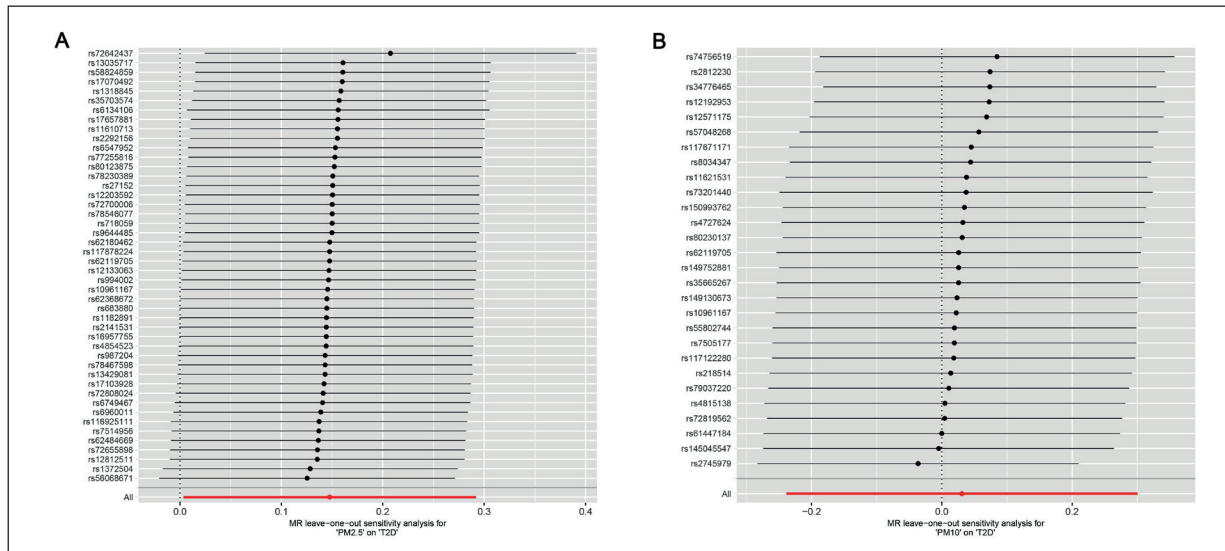 A
rs72642437
rs13035717
rs58824859
rs17070492
rs1318845
rs35703574
rs6134106
rs17657881
rs11610713
rs2292156
rs6547952
rs77255816
rs80123875
rs78230389
rs27152
rs12203592
rs72700006
rs78546077
rs718059
rs9644485
rs62180462
rs117878224
rs62119705
rs12133063
rs994002
rs10961167
rs62368672
rs683880
rs1182891
rs2141531
rs16957755
rs4854523
rs987204
rs78467598
rs13429081
rs17103928
rs72808024
rs6749467
rs6960011
rs116925111
rs7514956
rs62484669
rs72655898
rs12812511
rs1372504
rs56068671
All
0.0 0.1 0.2 0.3 0.4
MR leave-one-out sensitivity analysis for
'PM2.5' on 'T2D'
B
rs74756519
rs2812230
rs34776465
rs12192953
rs12571175
rs57048268
rs117671171
rs8034347
rs11621531
rs73201440
rs150993762
rs4727624
rs80230137
rs62119705
rs149752881
rs35665267
rs149130673
rs10961167
rs55802744
rs7505177
rs117122280
rs218514
rs79037220
rs4815138
rs72819562
rs61447184
rs145045547
rs2745979
All
−0.2 0.0 0.2
MR leave-one-out sensitivity analysis for
'PM10' on 'T2D'